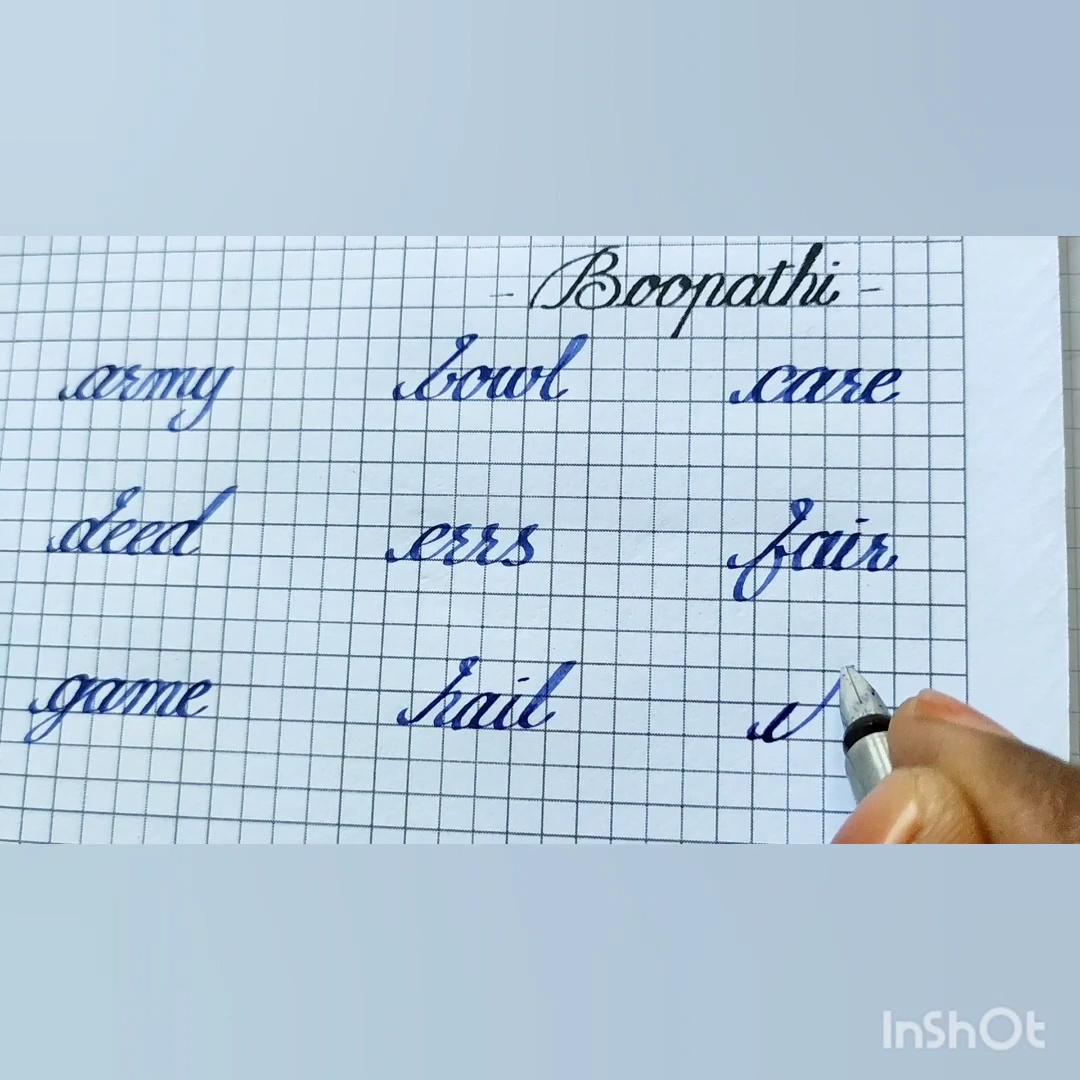 - Boopathi -
army bowl care
deed errs fair
game hail
InShOt